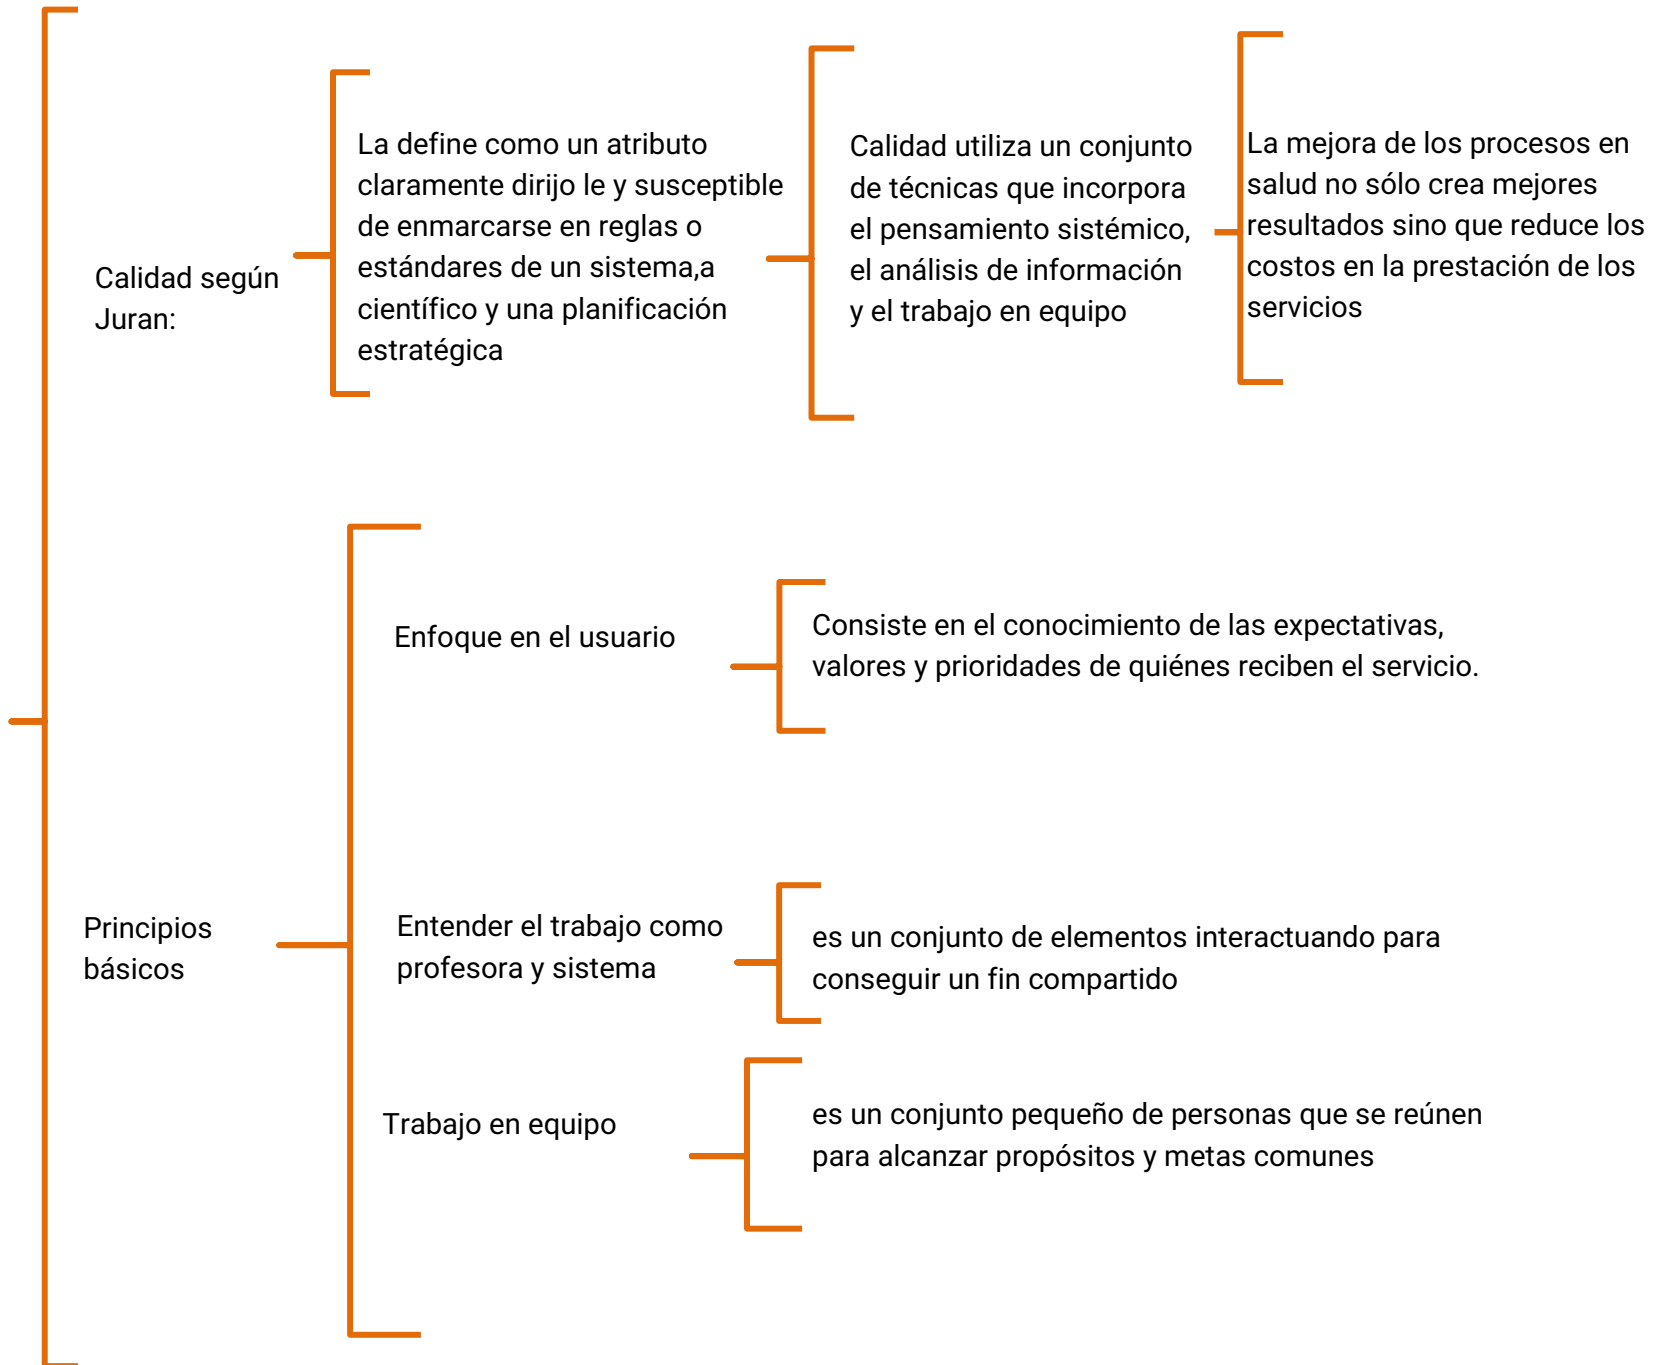 Calidad según
Juran:
La define como un atributo
claramente dirijo le y susceptible
de enmarcarse en reglas o
estándares de un sistema,a
científico y una planificación
estratégica
Calidad utiliza un conjunto
de técnicas que incorpora
el pensamiento sistémico,
el análisis de información
y el trabajo en equipo
La mejora de los procesos en
salud no sólo crea mejores
resultados sino que reduce los
costos en la prestación de los
servicios
Principios
básicos
Enfoque en el usuario
Consiste en el conocimiento de las expectativas,
valores y prioridades de quiénes reciben el servicio.
Entender el trabajo como
profesora y sistema
es un conjunto de elementos interactuando para
conseguir un fin compartido
Trabajo en equipo
es un conjunto pequeño de personas que se reúnen
para alcanzar propósitos y metas comunes